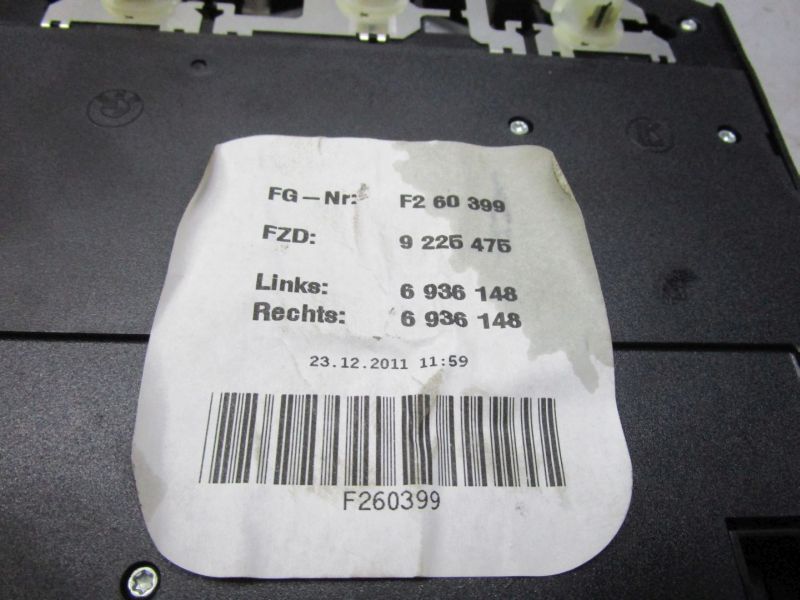 FG-Nr: F2 60 399
FZD: 9 225 475
Links: 6 936 148
Rechts: 6 936 148
23.12.2011 11:59
F260399